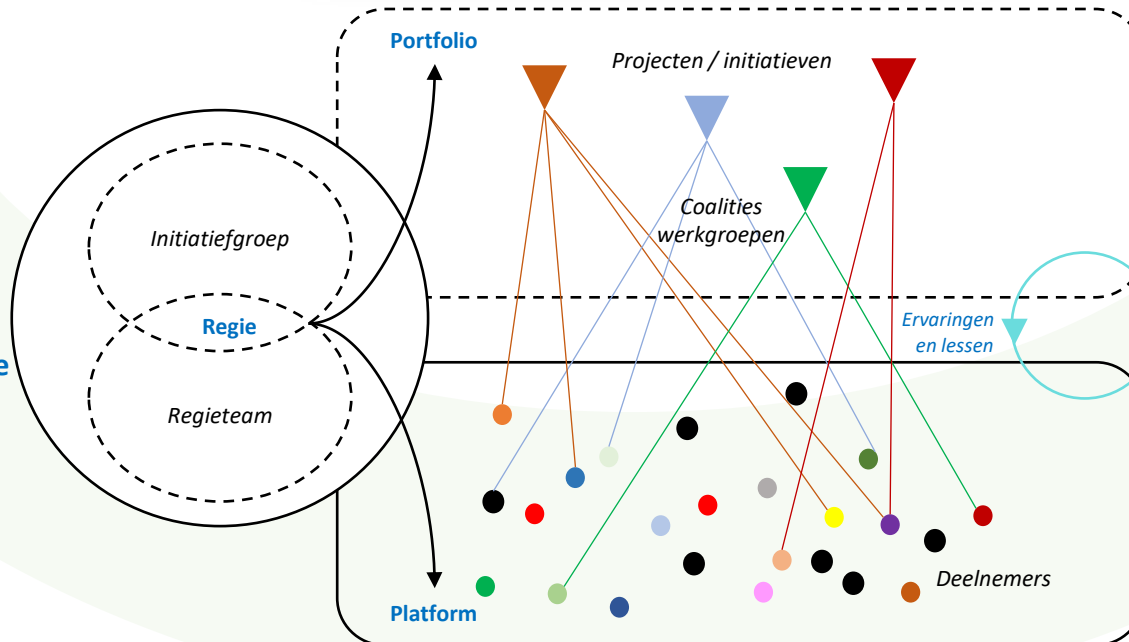 Portfolio
Projecten / initiatieven
Coalities
werkgroepen
Initiatiefgroep
Regie
Regieteam
Ervaringen
en lessen
e
Deelnemers
Platform